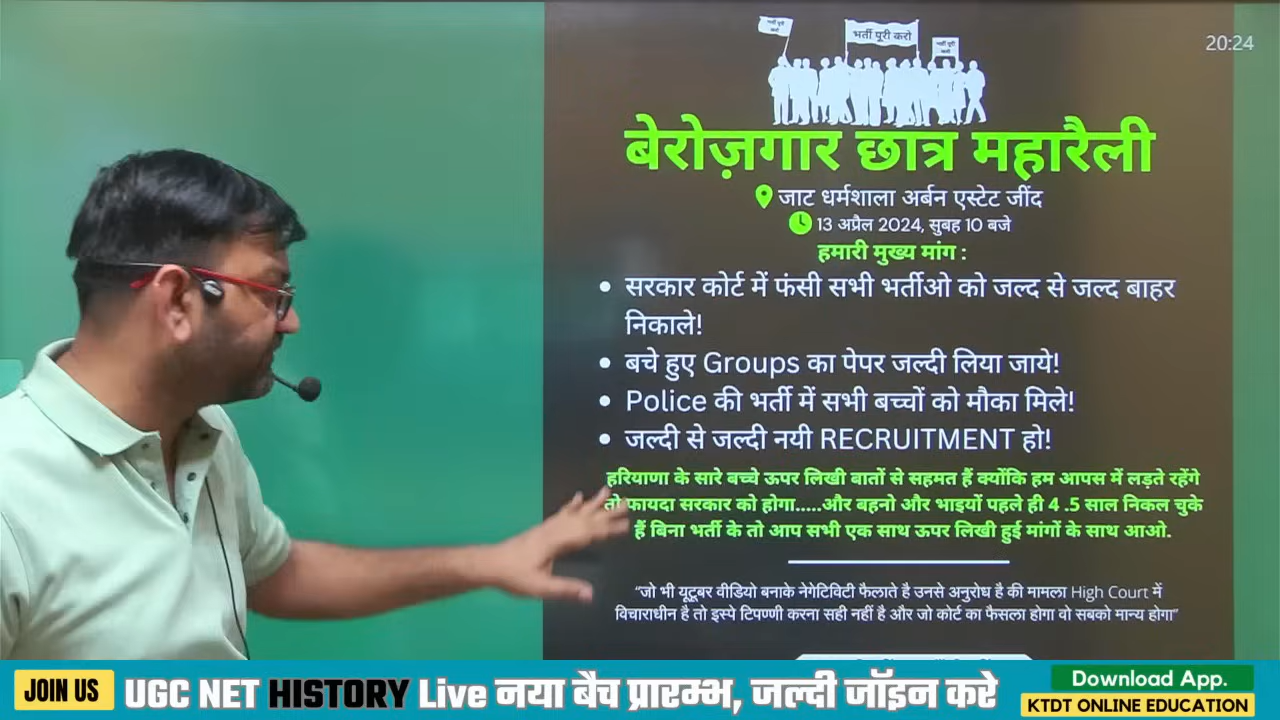 भर्ती पूरी करो
20:24
बेरोज़गार छात्र महारैली
जाट धर्मशाला अर्बन एस्टेट जींद
13 अप्रैल 2024, सुबह 10 बजे
हमारी मुख्य मांग :
• सरकार कोर्ट में फंसी सभी भर्तीओ को जल्द से जल्द बाहर
निकाले!
• बचे हुए Groups का पेपर जल्दी लिया जाये!
• Police की भर्ती में सभी बच्चों को मौका मिले!
• जल्दी से जल्दी नयी RECRUITMENT हो!
हरियाणा के सारे बच्चे ऊपर लिखी बातों से सहमत हैं क्योंकि हम आपस में लड़ते रहेंगे
तो फायदा सरकार को होगा.....और बहनो और भाइयों पहले ही 4 .5 साल निकल चुके
हैं बिना भर्ती के तो आप सभी एक साथ ऊपर लिखी हुई मांगों के साथ आओ.
“जो भी यूटूबर वीडियो बनाके नेगेटिविटी फैलाते है उनसे अनुरोध है की मामला High Court में
विचाराधीन है तो इस्पे टिपण्णी करना सही नहीं है और जो कोर्ट का फैसला होगा वो सबको मान्य होगा”
JOIN US
UGC NET HISTORY Live नया बैच प्रारम्भ, जल्दी जॉइन करे
Download App.
KTDT ONLINE EDUCATION